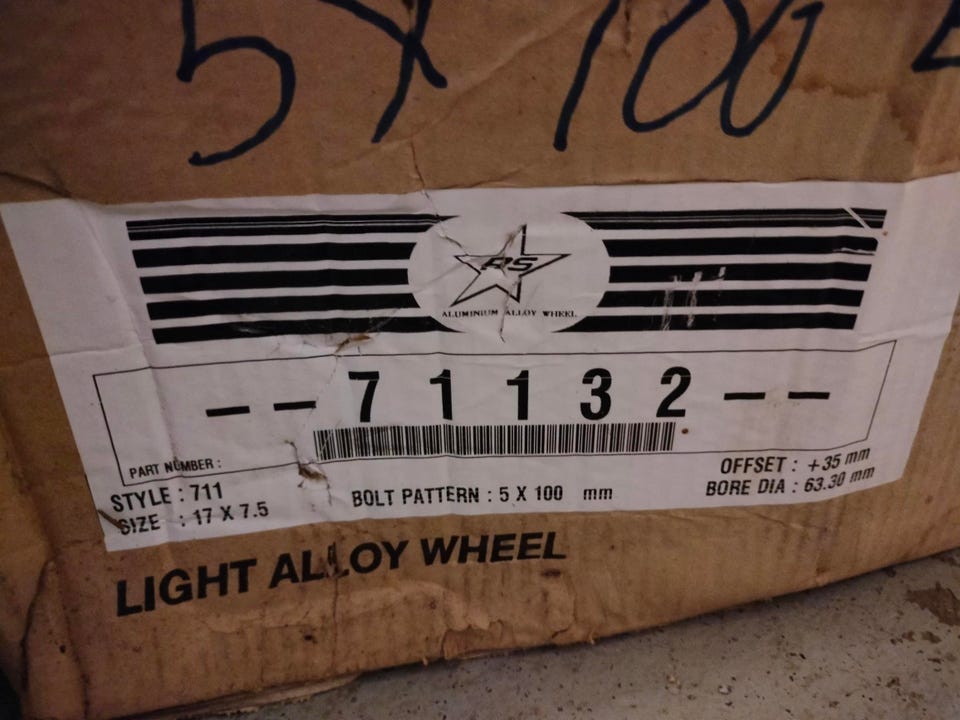 5X100
RS
ALUMINIUM ALLOY WHEEL
--71132--
PART NUMBER :
STYLE : 711
SIZE : 17 X 7.5
BOLT PATTERN : 5 X 100 mm
OFFSET : +35 mm
BORE DIA : 63.30 mm
LIGHT ALLOY WHEEL